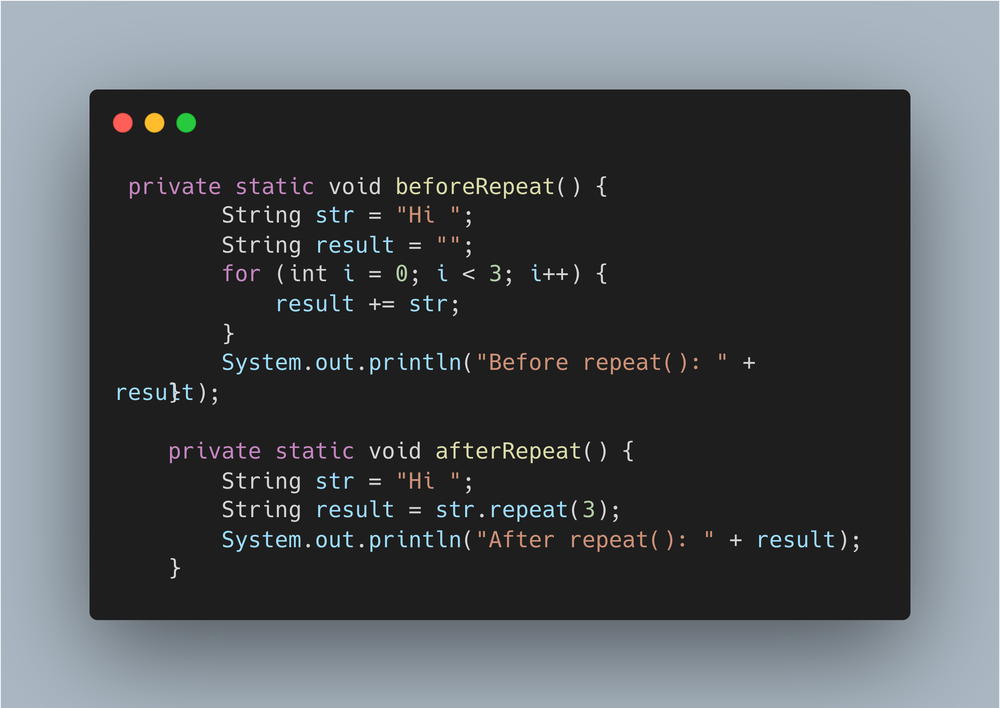 private static void beforeRepeat() {
String str = "Hi ";
String result = "";
for (int i = 0; i < 3; i++) {
result += str;
}
System.out.println("Before repeat(): " +
result);
}
private static void afterRepeat() {
String str = "Hi ";
String result = str.repeat(3);
System.out.println("After repeat(): " + result);
}